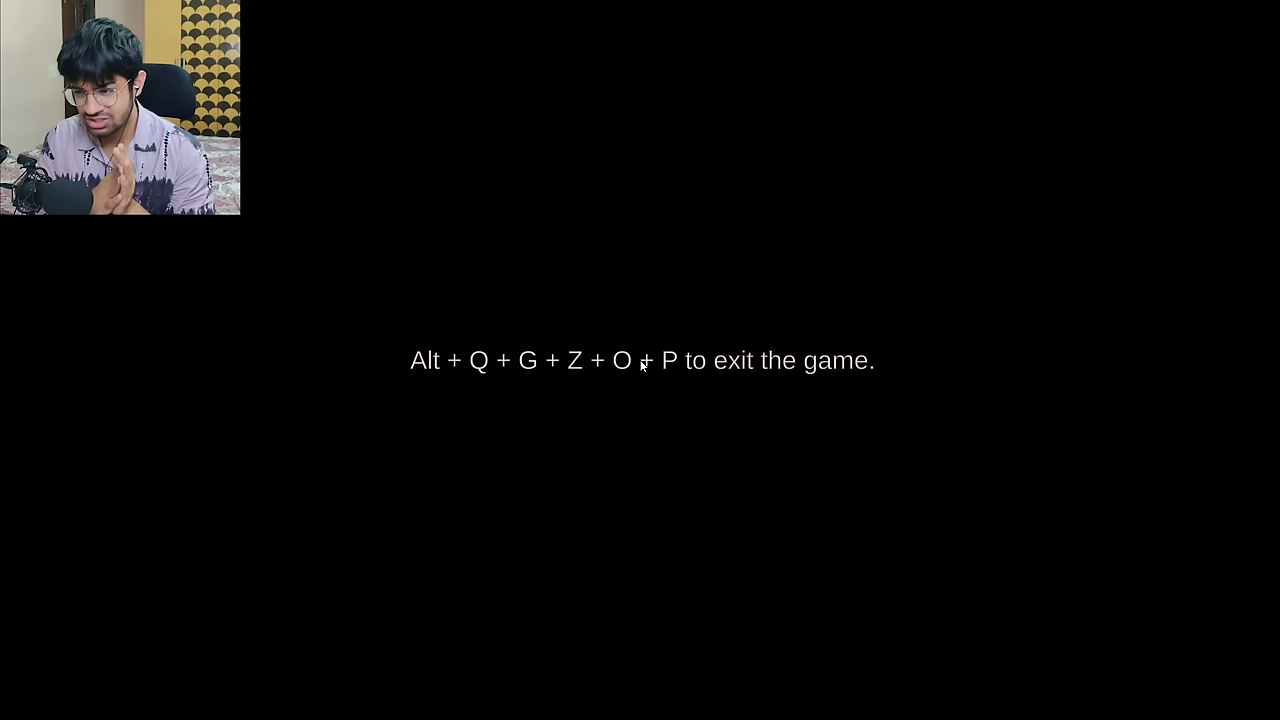 Alt + Q + G + Z + O + P to exit the game.